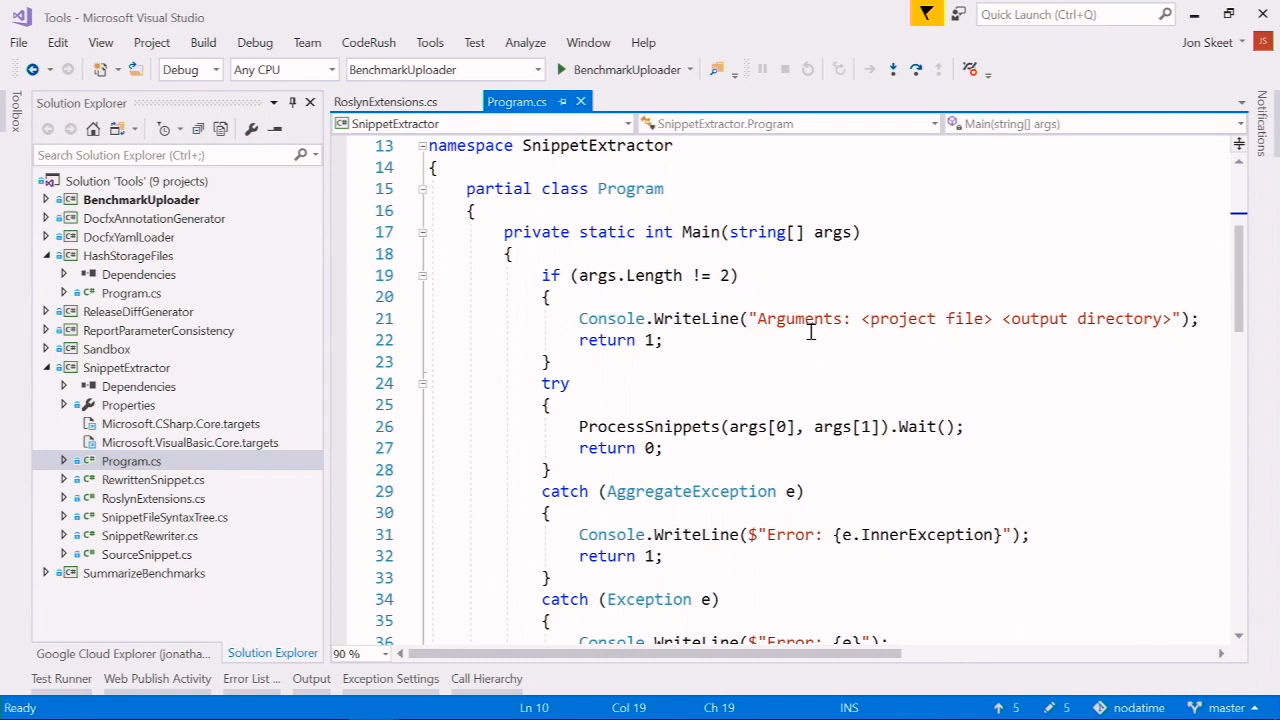 Tools - Microsoft Visual Studio
Quick Launch (Ctrl+Q)
File Edit View Project Build Debug Team CodeRush Tools Test Analyze Window Help
Jon Skeet JS
Debug Any CPU BenchmarkUploader BenchmarkUploader
Toolbox
Solution Explorer
Search Solution Explorer (Ctrl+;)
Solution 'Tools' (9 projects)
BenchmarkUploader
DocfxAnnotationGenerator
DocfxYamlLoader
HashStorageFiles
Dependencies
Program.cs
ReleaseDiffGenerator
ReportParameterConsistency
Sandbox
SnippetExtractor
Dependencies
Properties
Microsoft.CSharp.Core.targets
Microsoft.VisualBasic.Core.targets
Program.cs
RewrittenSnippet.cs
RoslynExtensions.cs
SnippetFileSyntaxTree.cs
SnippetRewriter.cs
SourceSnippet.cs
SummarizeBenchmarks
Google Cloud Explorer (jonatha... Solution Explorer
RoslynExtensions.cs Program.cs
SnippetExtractor SnippetExtractor.Program Main(string[] args)
13 namespace SnippetExtractor
14 {
15 partial class Program
16 {
17 private static int Main(string[] args)
18 {
19 if (args.Length != 2)
20 {
21 Console.WriteLine("Arguments: <project file> <output directory>");
22 return 1;
23 }
24 try
25 {
26 ProcessSnippets(args[0], args[1]).Wait();
27 return 0;
28 }
29 catch (AggregateException e)
30 {
31 Console.WriteLine($"Error: {e.InnerException}");
32 return 1;
33 }
34 catch (Exception e)
35 {
36 Console.WriteLine($"Error: {e}");
90 %
Notifications
Test Runner Web Publish Activity Error List ... Output Exception Settings Call Hierarchy
Ready Ln 10 Col 19 Ch 19 INS 5 5 nodatime master